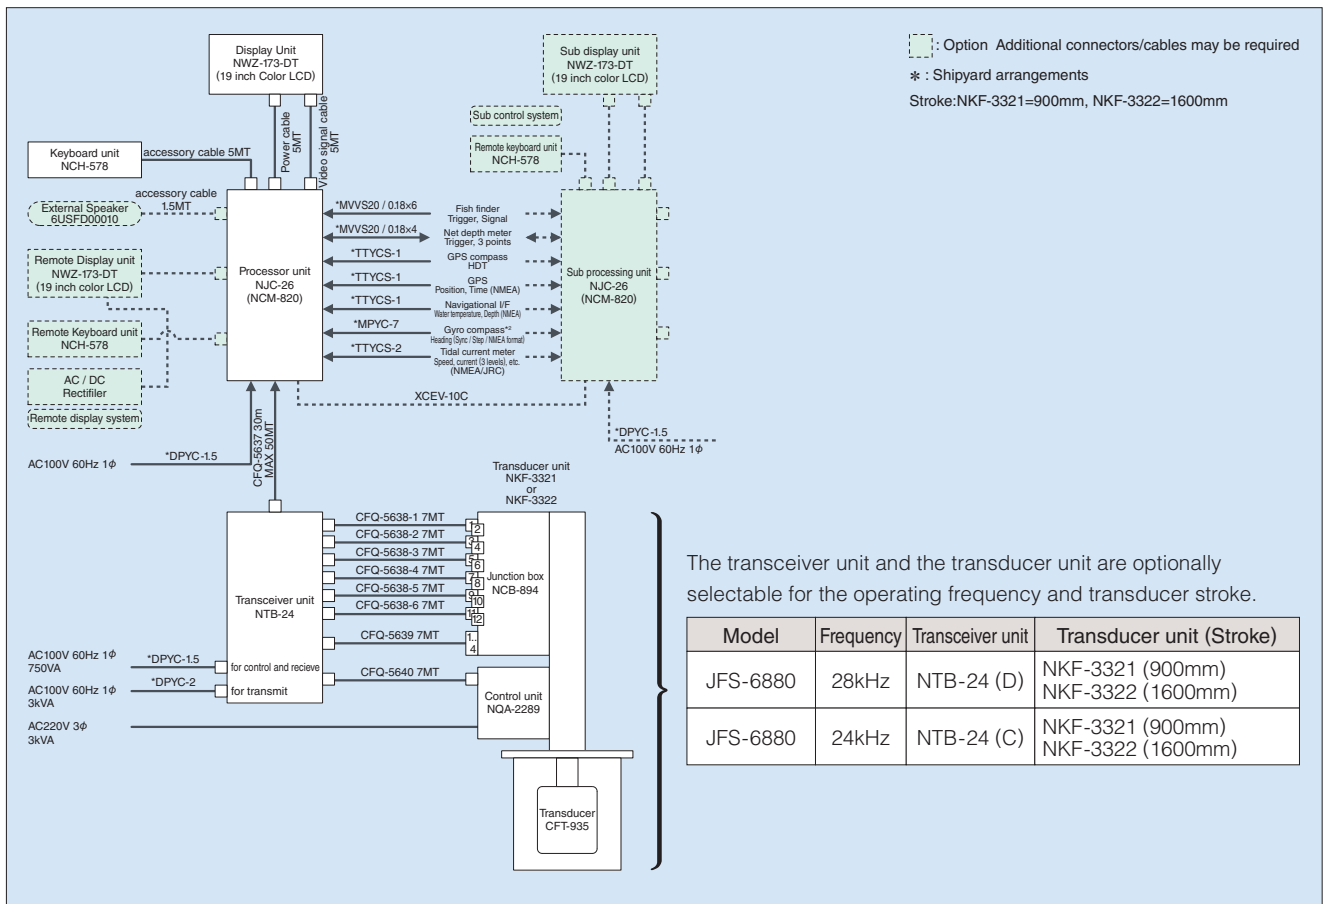 Display Unit
NWZ-173-DT
(19 inch Color LCD)
Sub display unit
NWZ-173-DT
(19 inch color LCD)
: Option Additional connectors/cables may be required
* : Shipyard arrangements
Stroke:NKF-3321=900mm, NKF-3322=1600mm
Power cable
5MT
Video signal cable
5MT
Sub control system
Keyboard unit
NCH-578
accessory cable 5MT
Remote keyboard unit
NCH-578
accessory cable
1.5MT
External Speaker
6USFD00010
Remote Display unit
NWZ-173-DT
(19 inch color LCD)
Remote Keyboard unit
NCH-578
AC / DC
Rectifiler
Remote display system
Processor unit
NJC-26
(NCM-820)
*MVVS20 / 0.18×6
Fish finder
Trigger, Signal
*MVVS20 / 0.18×4
Net depth meter
Trigger, 3 points
*TTYCS-1
GPS compass
HDT
*TTYCS-1
GPS
Position, Time (NMEA)
*TTYCS-1
Navigational I/F
Water temperature, Depth (NMEA)
*MPYC-7
Gyro compass*2
Heading (Sync / Step / NMEA format)
*TTYCS-2
Tidal current meter
Speed, current (3 levels), etc.
(NMEA/JRC)
Sub processing unit
NJC-26
(NCM-820)
XCEV-10C
*DPYC-1.5
AC100V 60Hz 1φ
CFQ-5637 30m
MAX 50MT
AC100V 60Hz 1φ
*DPYC-1.5
Transducer unit
NKF-3321
or
NKF-3322
CFQ-5638-1 7MT
CFQ-5638-2 7MT
CFQ-5638-3 7MT
CFQ-5638-4 7MT
CFQ-5638-5 7MT
CFQ-5638-6 7MT
CFQ-5639 7MT
CFQ-5640 7MT
1
2
3
4
5
6
7
8
9
10
11
12
1..
4
Junction box
NCB-894
Transceiver unit
NTB-24
for control and recieve
for transmit
AC100V 60Hz 1φ
750VA
*DPYC-1.5
AC100V 60Hz 1φ
3kVA
*DPYC-2
AC220V 3φ
3kVA
Control unit
NQA-2289
Transducer
CFT-935
The transceiver unit and the transducer unit are optionally
selectable for the operating frequency and transducer stroke.
Model Frequency Transceiver unit Transducer unit (Stroke)
JFS-6880 28kHz NTB-24 (D) NKF-3321 (900mm)
NKF-3322 (1600mm)
JFS-6880 24kHz NTB-24 (C) NKF-3321 (900mm)
NKF-3322 (1600mm)